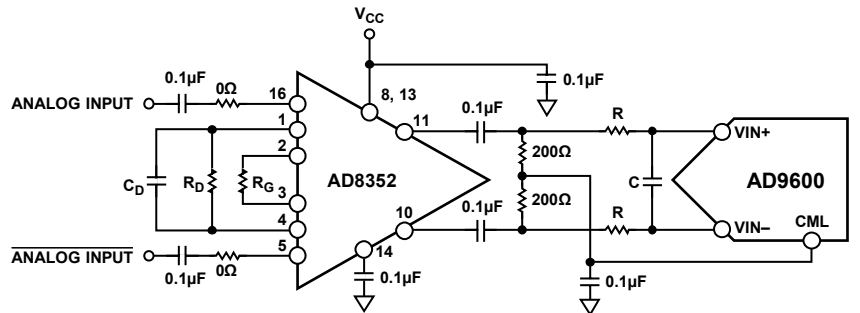 VCC
0.1µF
0Ω
ANALOG INPUT
16
8, 13
0.1µF
1
11
0.1µF
R
VIN+
2
200Ω
CD
RD
RG
AD8352
C
AD9600
3
200Ω
4
10
0.1µF
R
VIN–
CML
ANALOG INPUT
5
14
0.1µF
0Ω
0.1µF
0.1µF